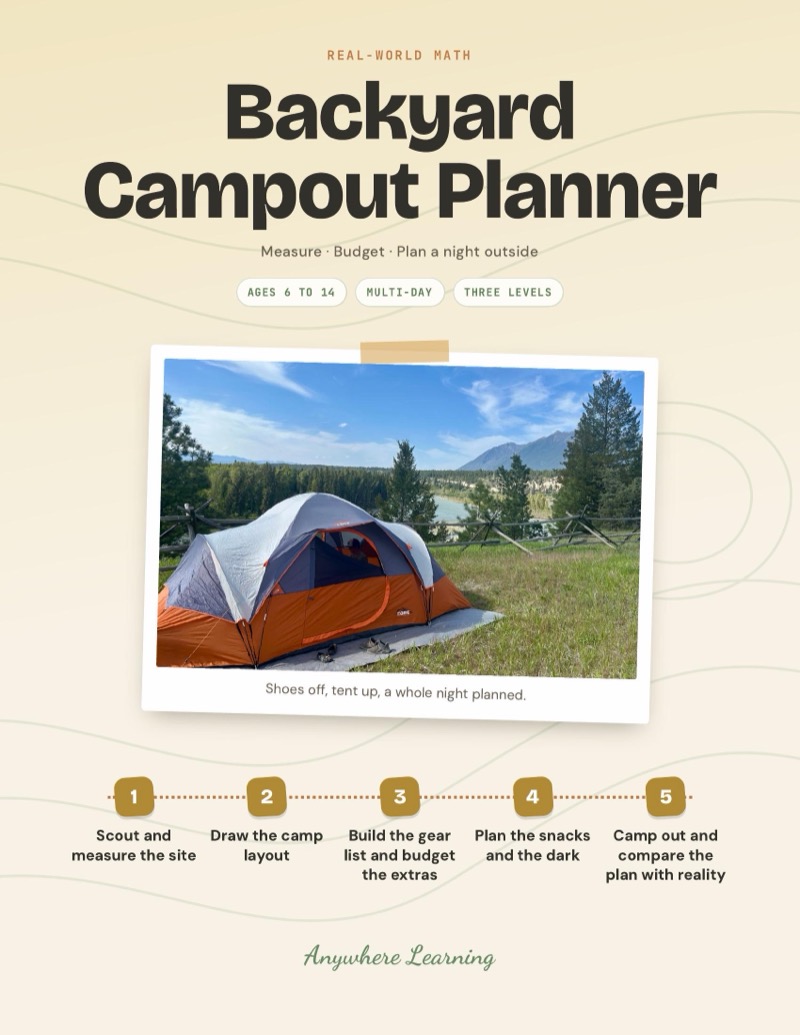 REAL-WORLD MATH
Backyard
Campout Planner
Measure · Budget · Plan a night outside
AGES 6 TO 14
MULTI-DAY
THREE LEVELS
Shoes off, tent up, a whole night planned.
1
Scout and
measure the site
2
Draw the camp
layout
3
Build the gear
list and budget
the extras
4
Plan the snacks
and the dark
5
Camp out and
compare the
plan with reality
Anywhere Learning